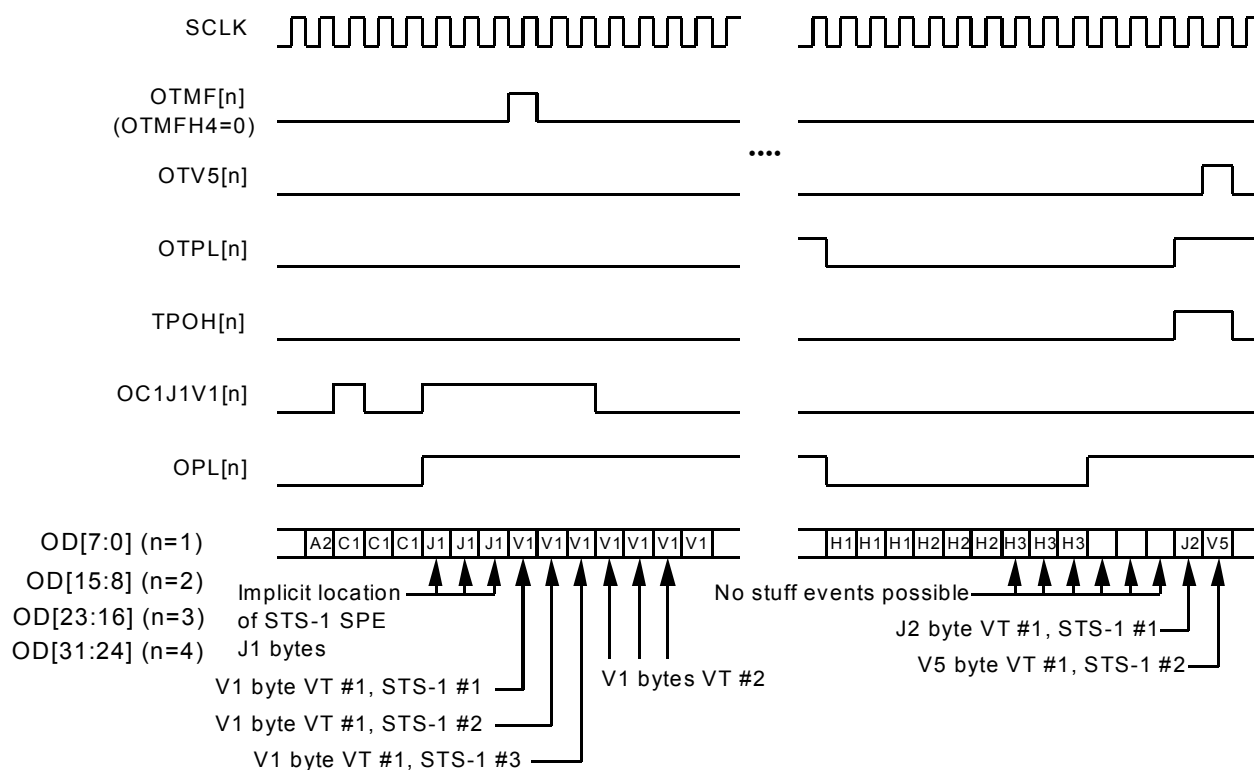 SCLK
OTMF[n]
(OTMFH4=0)
....
OTV5[n]
OTPL[n]
TPOH[n]
OC1J1V1[n]
OPL[n]
OD[7:0] (n=1)
A2 C1 C1 C1 J1 J1 J1 V1 V1 V1 V1 V1 V1 V1
H1 H1 H1 H2 H2 H2 H3 H3 H3 J2 V5
OD[15:8] (n=2)
OD[23:16] (n=3)
OD[31:24] (n=4)
Implicit location
of STS-1 SPE
J1 bytes
No stuff events possible
J2 byte VT #1, STS-1 #1
V5 byte VT #1, STS-1 #2
V1 bytes VT #2
V1 byte VT #1, STS-1 #1
V1 byte VT #1, STS-1 #2
V1 byte VT #1, STS-1 #3